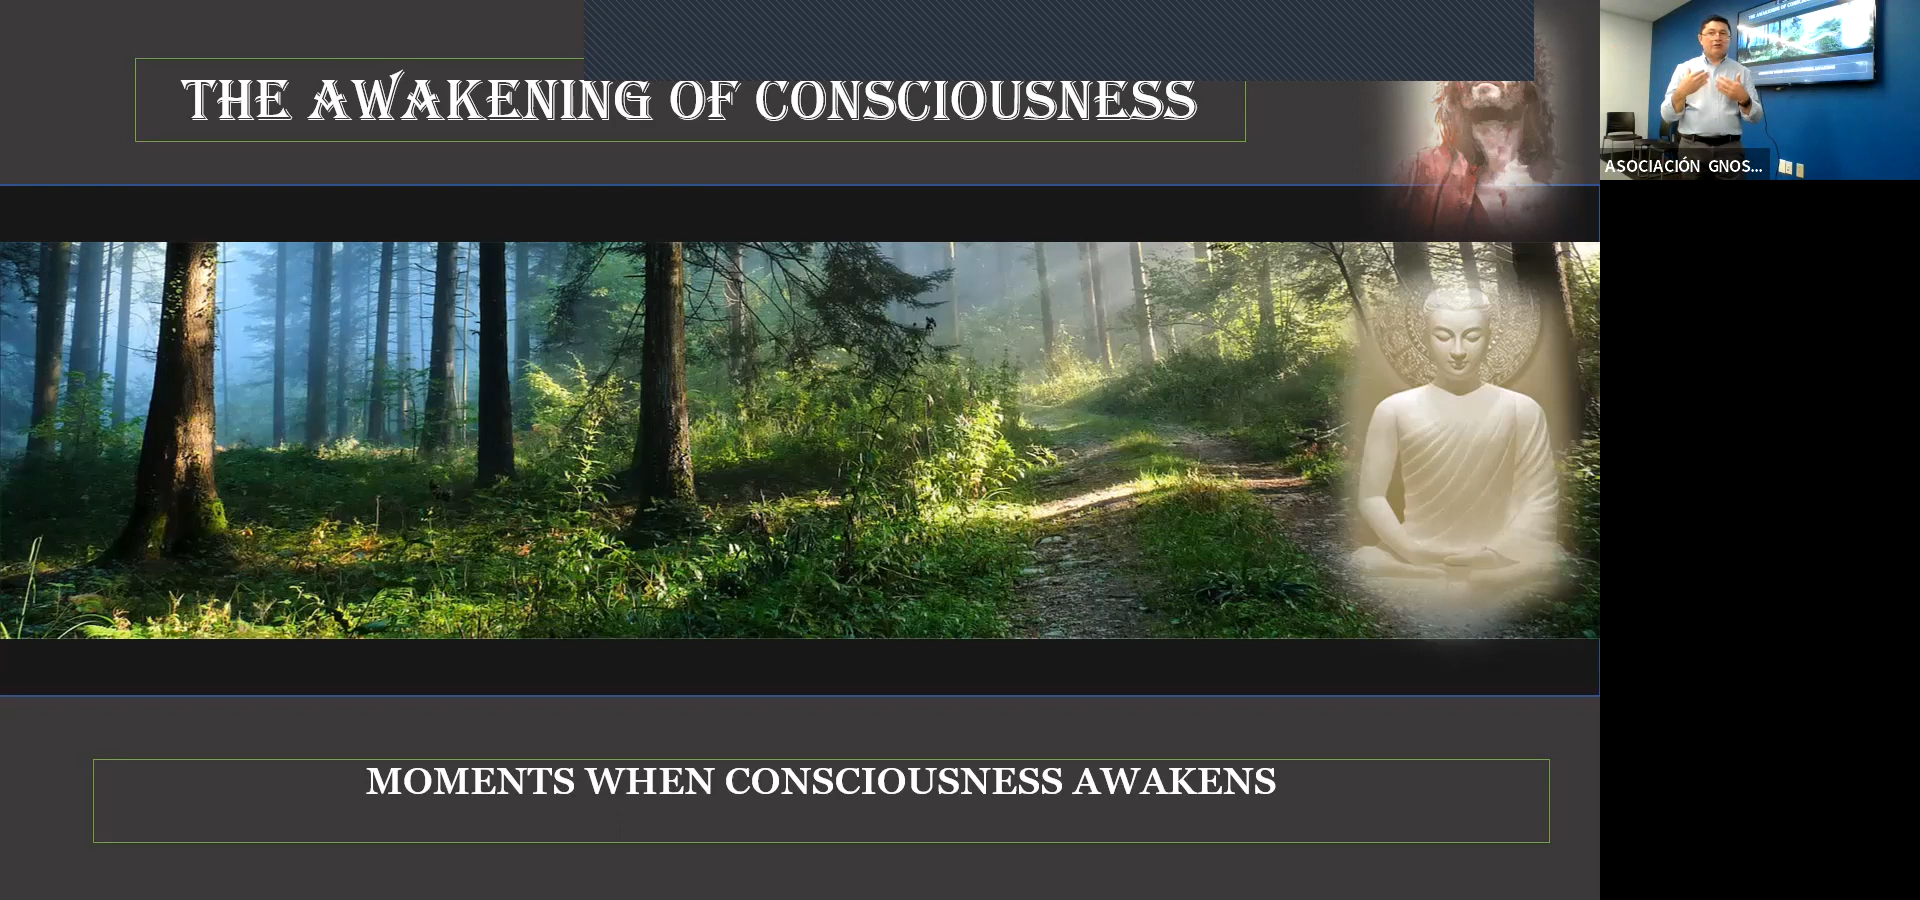 THE AWAKENING OF CONSCIOUSNESS
ASOCIACIÓN GNOS...
MOMENTS WHEN CONSCIOUSNESS AWAKENS